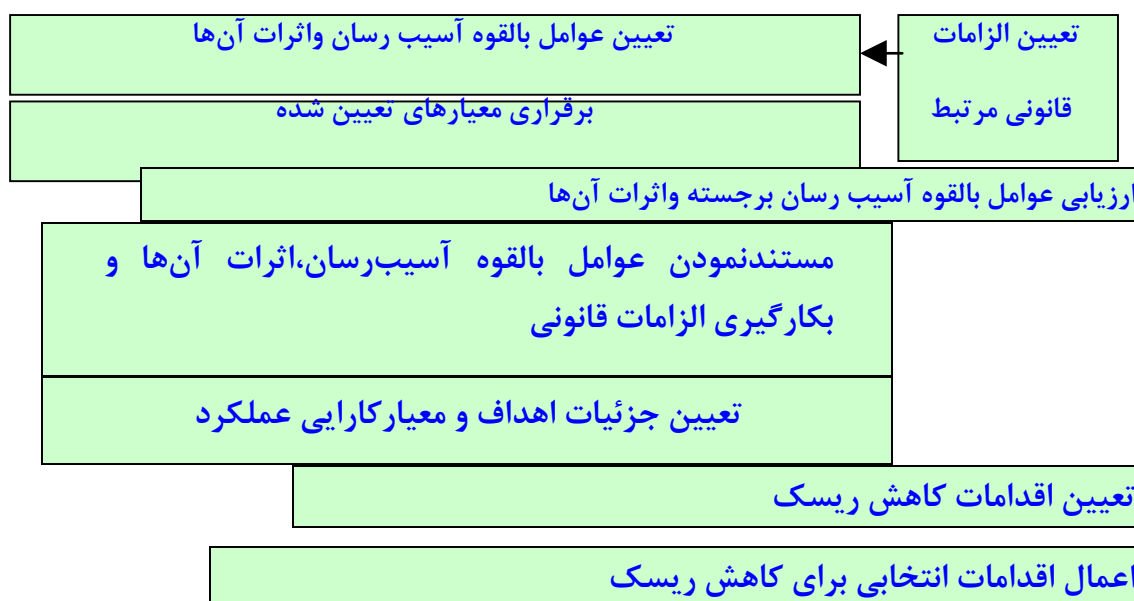 تعیین الزامات
قانونی مرتبط
تعیین عوامل بالقوه آسیب رسان واثرات آن‌ها
برقراری معیارهای تعیین شده
ارزیابی عوامل بالقوه آسیب رسان برجسته واثرات آن‌ها
مستندنمودن عوامل بالقوه آسیب‌رسان،اثرات آن‌ها و
بکارگیری الزامات قانونی
تعیین جزئیات اهداف و معیارکارایی عملکرد
تعیین اقدامات کاهش ریسک
اعمال اقدامات انتخابی برای کاهش ریسک